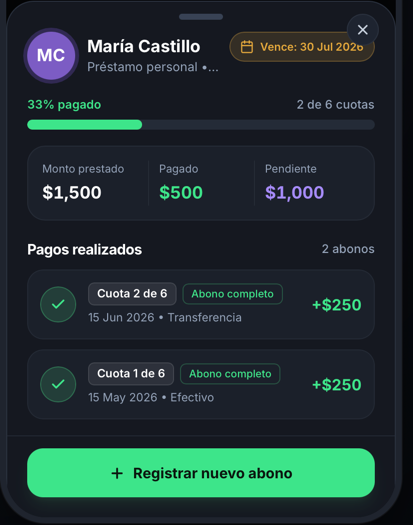 MC
María Castillo
Préstamo personal •...
Vence: 30 Jul 2026
33% pagado
2 de 6 cuotas
Monto prestado
$1,500
Pagado
$500
Pendiente
$1,000
Pagos realizados
2 abonos
Cuota 2 de 6
Abono completo
15 Jun 2026 • Transferencia
+$250
Cuota 1 de 6
Abono completo
15 May 2026 • Efectivo
+$250
+ Registrar nuevo abono